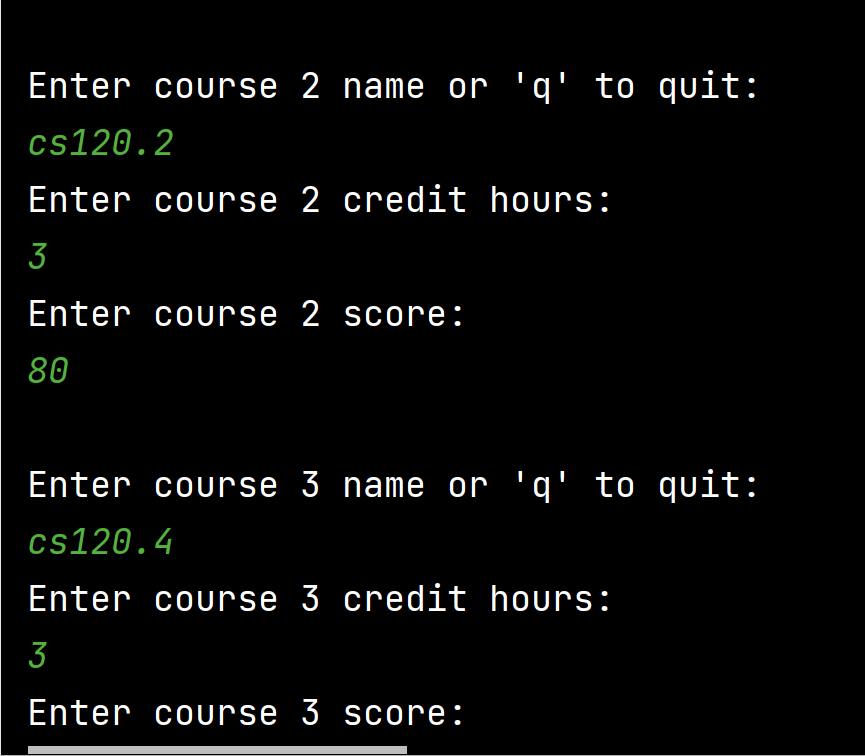 Enter course 2 name or 'q' to quit:
cs120.2
Enter course 2 credit hours:
3
Enter course 2 score:
80
Enter course 3 name or 'q' to quit:
cs120.4
Enter course 3 credit hours:
3
Enter course 3 score: